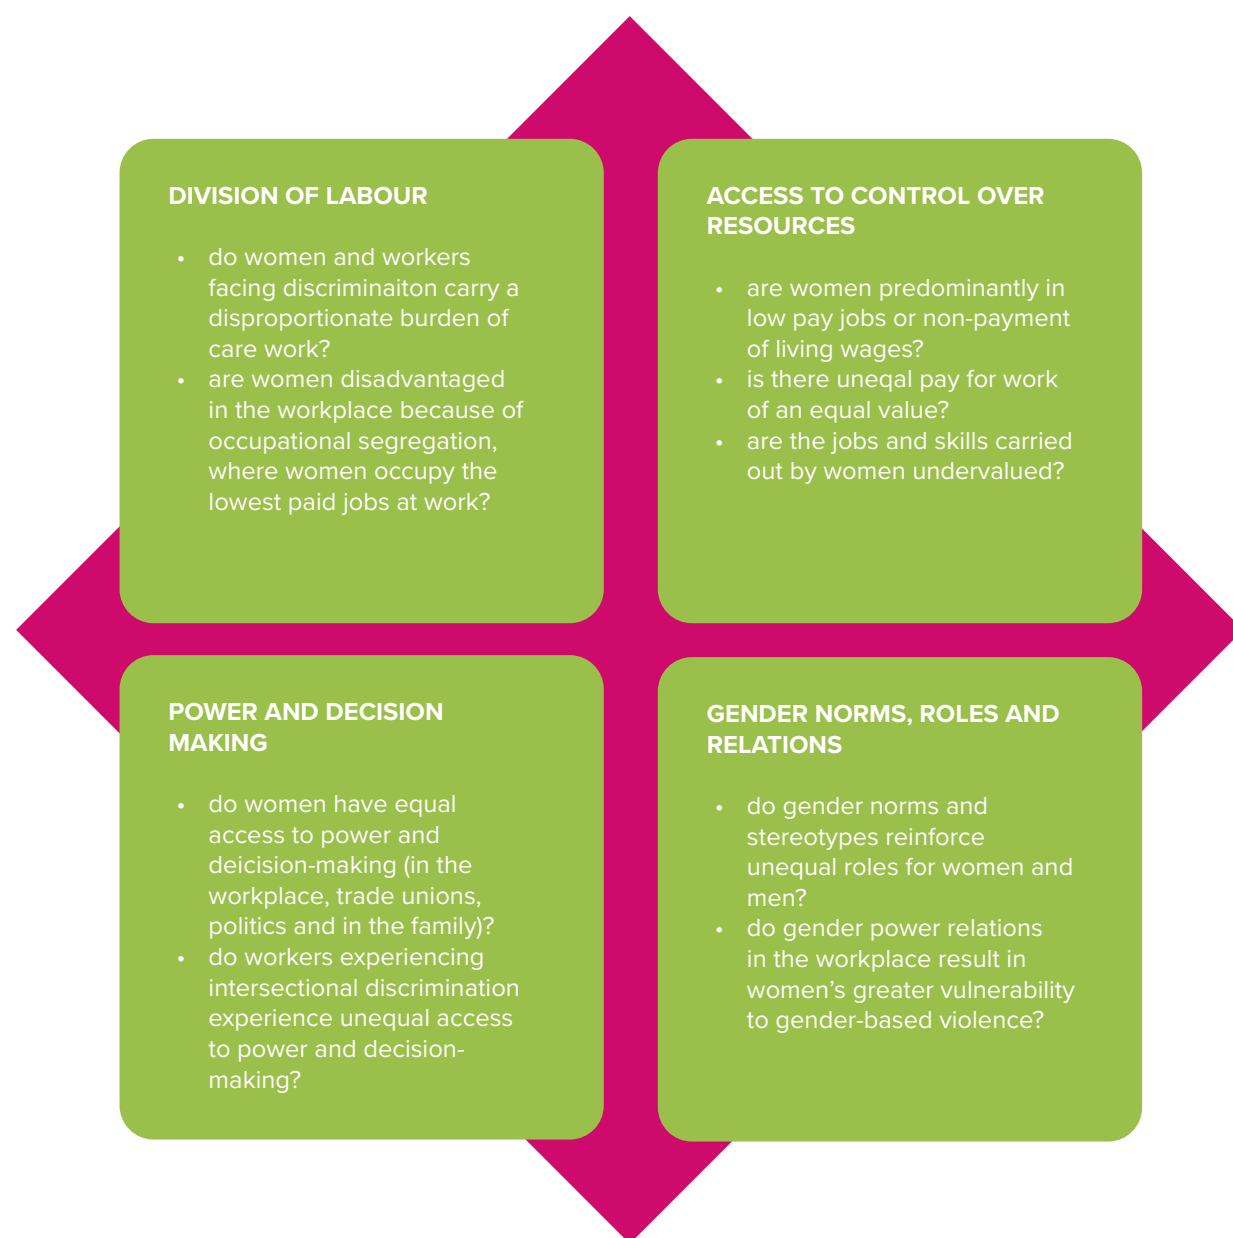 DIVISION OF LABOUR
• do women and workers
facing discriminaiton carry a
disproportionate burden of
care work?
• are women disadvantaged
in the workplace because of
occupational segregation,
where women occupy the
lowest paid jobs at work?
ACCESS TO CONTROL OVER
RESOURCES
• are women predominantly in
low pay jobs or non-payment
of living wages?
• is there uneqal pay for work
of an equal value?
• are the jobs and skills carried
out by women undervalued?
POWER AND DECISION
MAKING
• do women have equal
access to power and
deicision-making (in the
workplace, trade unions,
politics and in the family)?
• do workers experiencing
intersectional discrimination
experience unequal access
to power and decision-
making?
GENDER NORMS, ROLES AND
RELATIONS
• do gender norms and
stereotypes reinforce
unequal roles for women and
men?
• do gender power relations
in the workplace result in
women’s greater vulnerability
to gender-based violence?